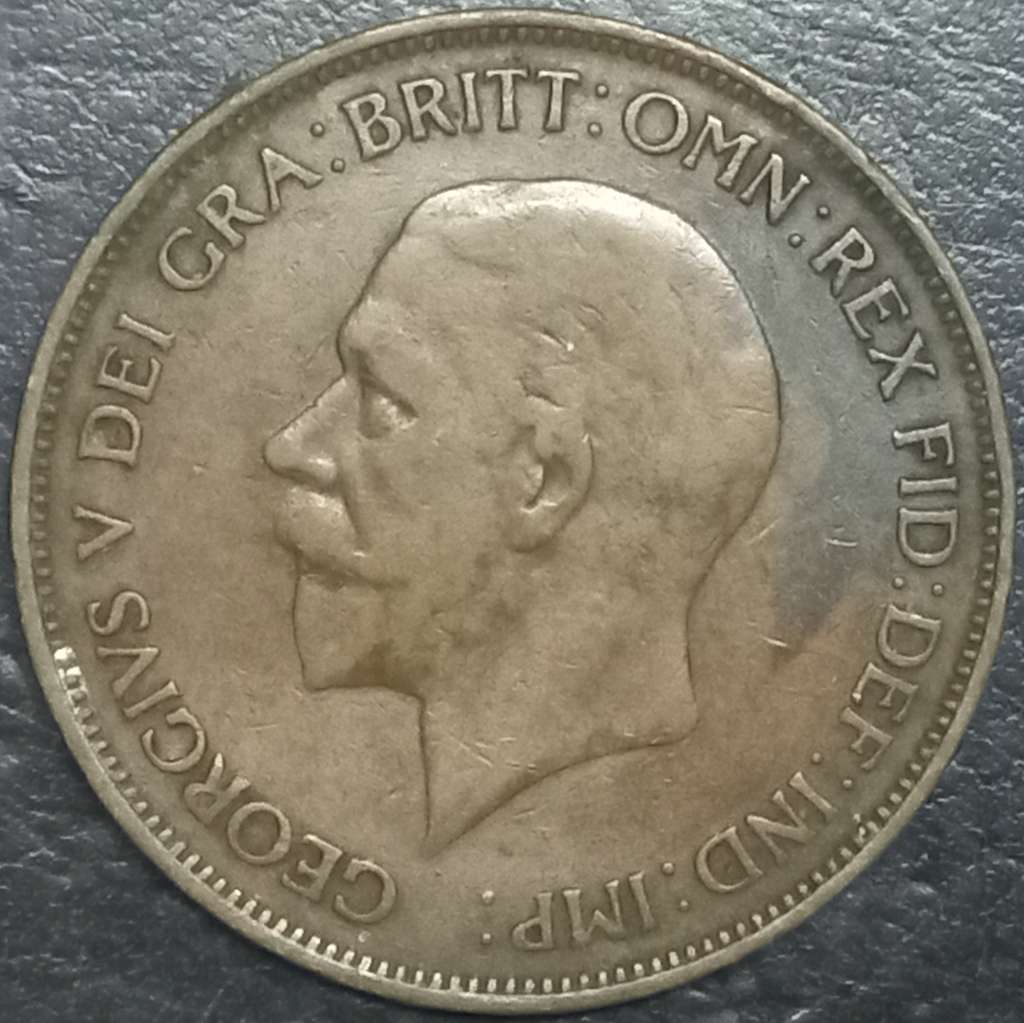 GEORGIVS V DEI GRA: BRITT: OMN: REX FID: DEF: IND: IMP: